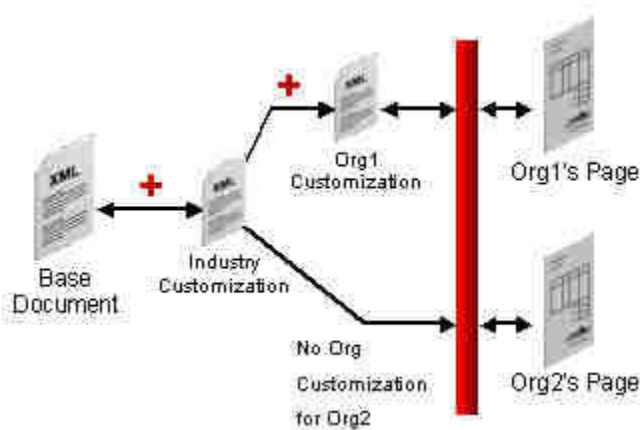 XML
Org1
Customization
Org1's Page
XML
Base
Document
XML
Industry
Customization
No Org
Customization
for Org2
Org2's Page